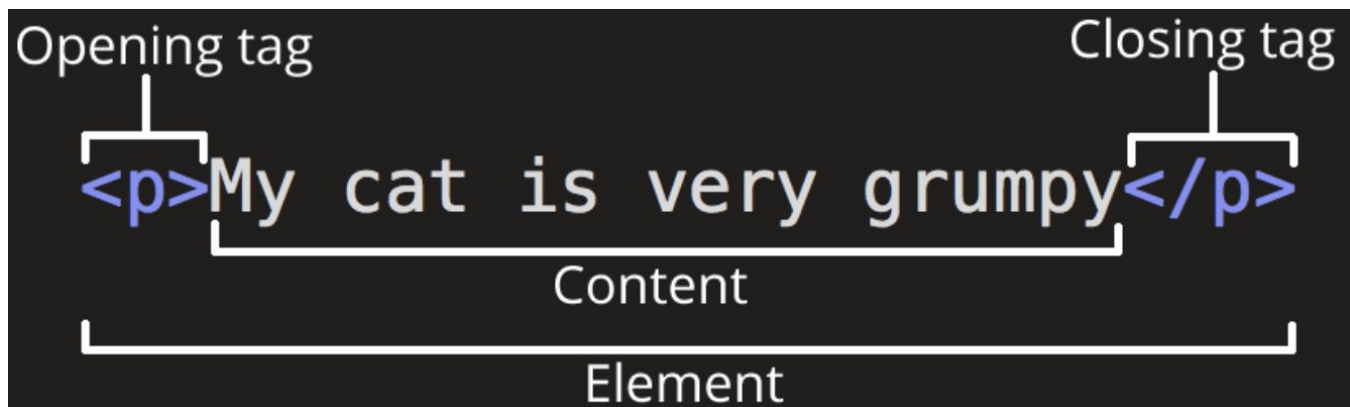 Opening tag
Closing tag
<p>My cat is very grumpy</p>
Content
Element